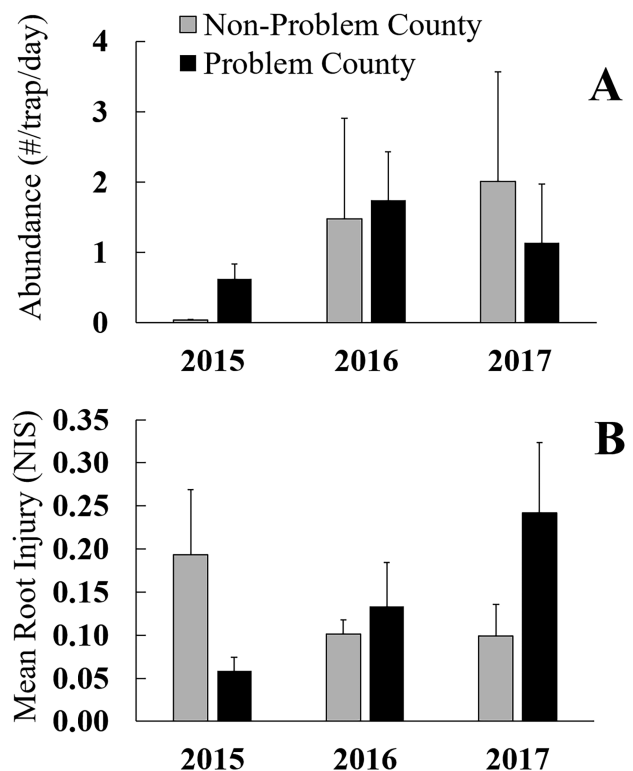 Non-Problem County
Problem County
A
Abundance (#/trap/day)
4
3
2
1
0
2015 2016 2017
B
Mean Root Injury (NIS)
0.35
0.30
0.25
0.20
0.15
0.10
0.05
0.00
2015 2016 2017